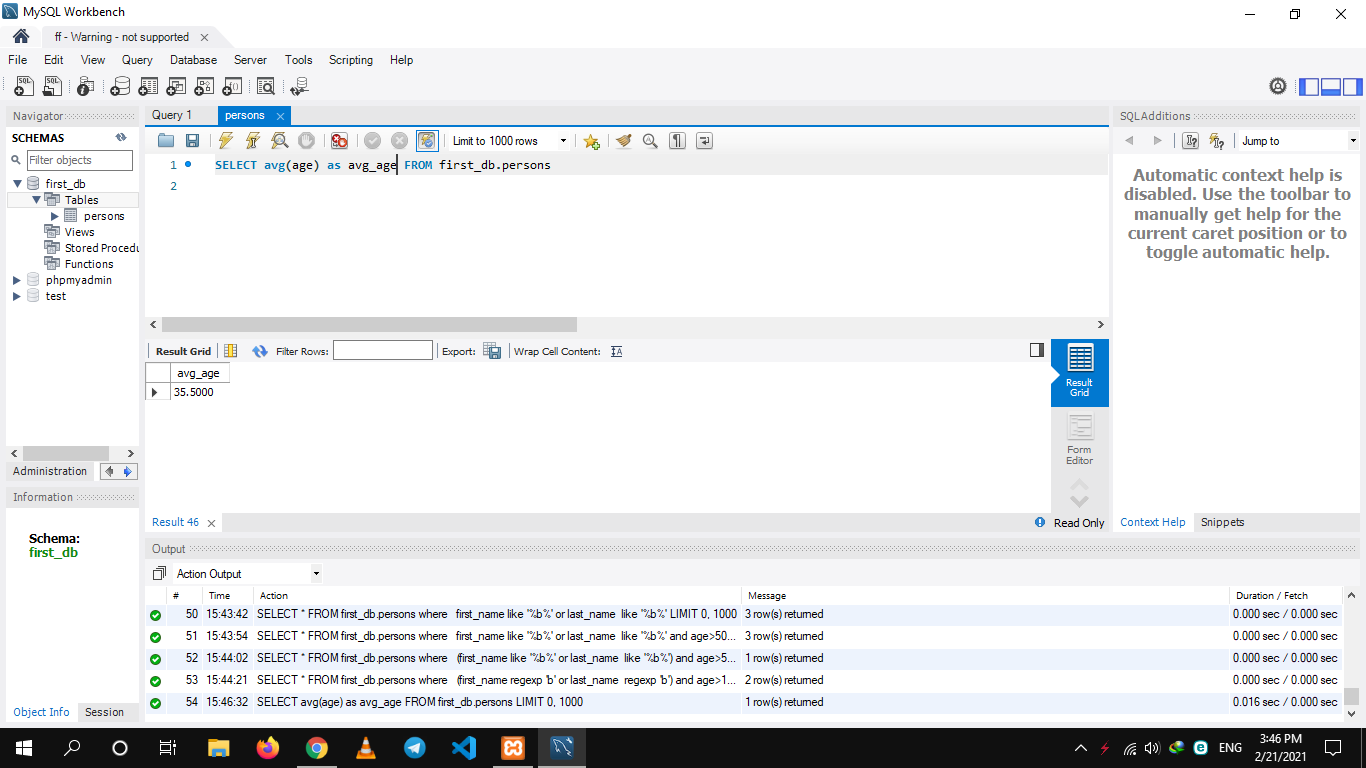 MySQL Workbench
ff - Warning - not supported
File Edit View Query Database Server Tools Scripting Help
Navigator
SCHEMAS
Filter objects
first_db
Tables
persons
Views
Stored Procedu
Functions
phpmyadmin
test
Administration
Information
Schema:
first_db
Object Info Session
Query 1 persons
Limit to 1000 rows
1 SELECT avg(age) as avg_age FROM first_db.persons
2
Result Grid Filter Rows: Export: Wrap Cell Content:
avg_age
35.5000
Result Grid
Form Editor
Result 46 Read Only
SQLAdditions
Jump to
Automatic context help is
disabled. Use the toolbar to
manually get help for the
current caret position or to
toggle automatic help.
Context Help Snippets
Output
Action Output
# Time Action Message Duration / Fetch
50 15:43:42 SELECT * FROM first_db.persons where first_name like '%b%' or last_name like '%b%' LIMIT 0, 1000 3 row(s) returned 0.000 sec / 0.000 sec
51 15:43:54 SELECT * FROM first_db.persons where first_name like '%b%' or last_name like '%b%' and age>50... 3 row(s) returned 0.000 sec / 0.000 sec
52 15:44:02 SELECT * FROM first_db.persons where (first_name like '%b%' or last_name like '%b%') and age>5... 1 row(s) returned 0.000 sec / 0.000 sec
53 15:44:21 SELECT * FROM first_db.persons where (first_name regexp 'b' or last_name regexp 'b') and age>1... 2 row(s) returned 0.000 sec / 0.000 sec
54 15:46:32 SELECT avg(age) as avg_age FROM first_db.persons LIMIT 0, 1000 1 row(s) returned 0.016 sec / 0.000 sec
ENG
3:46 PM
2/21/2021